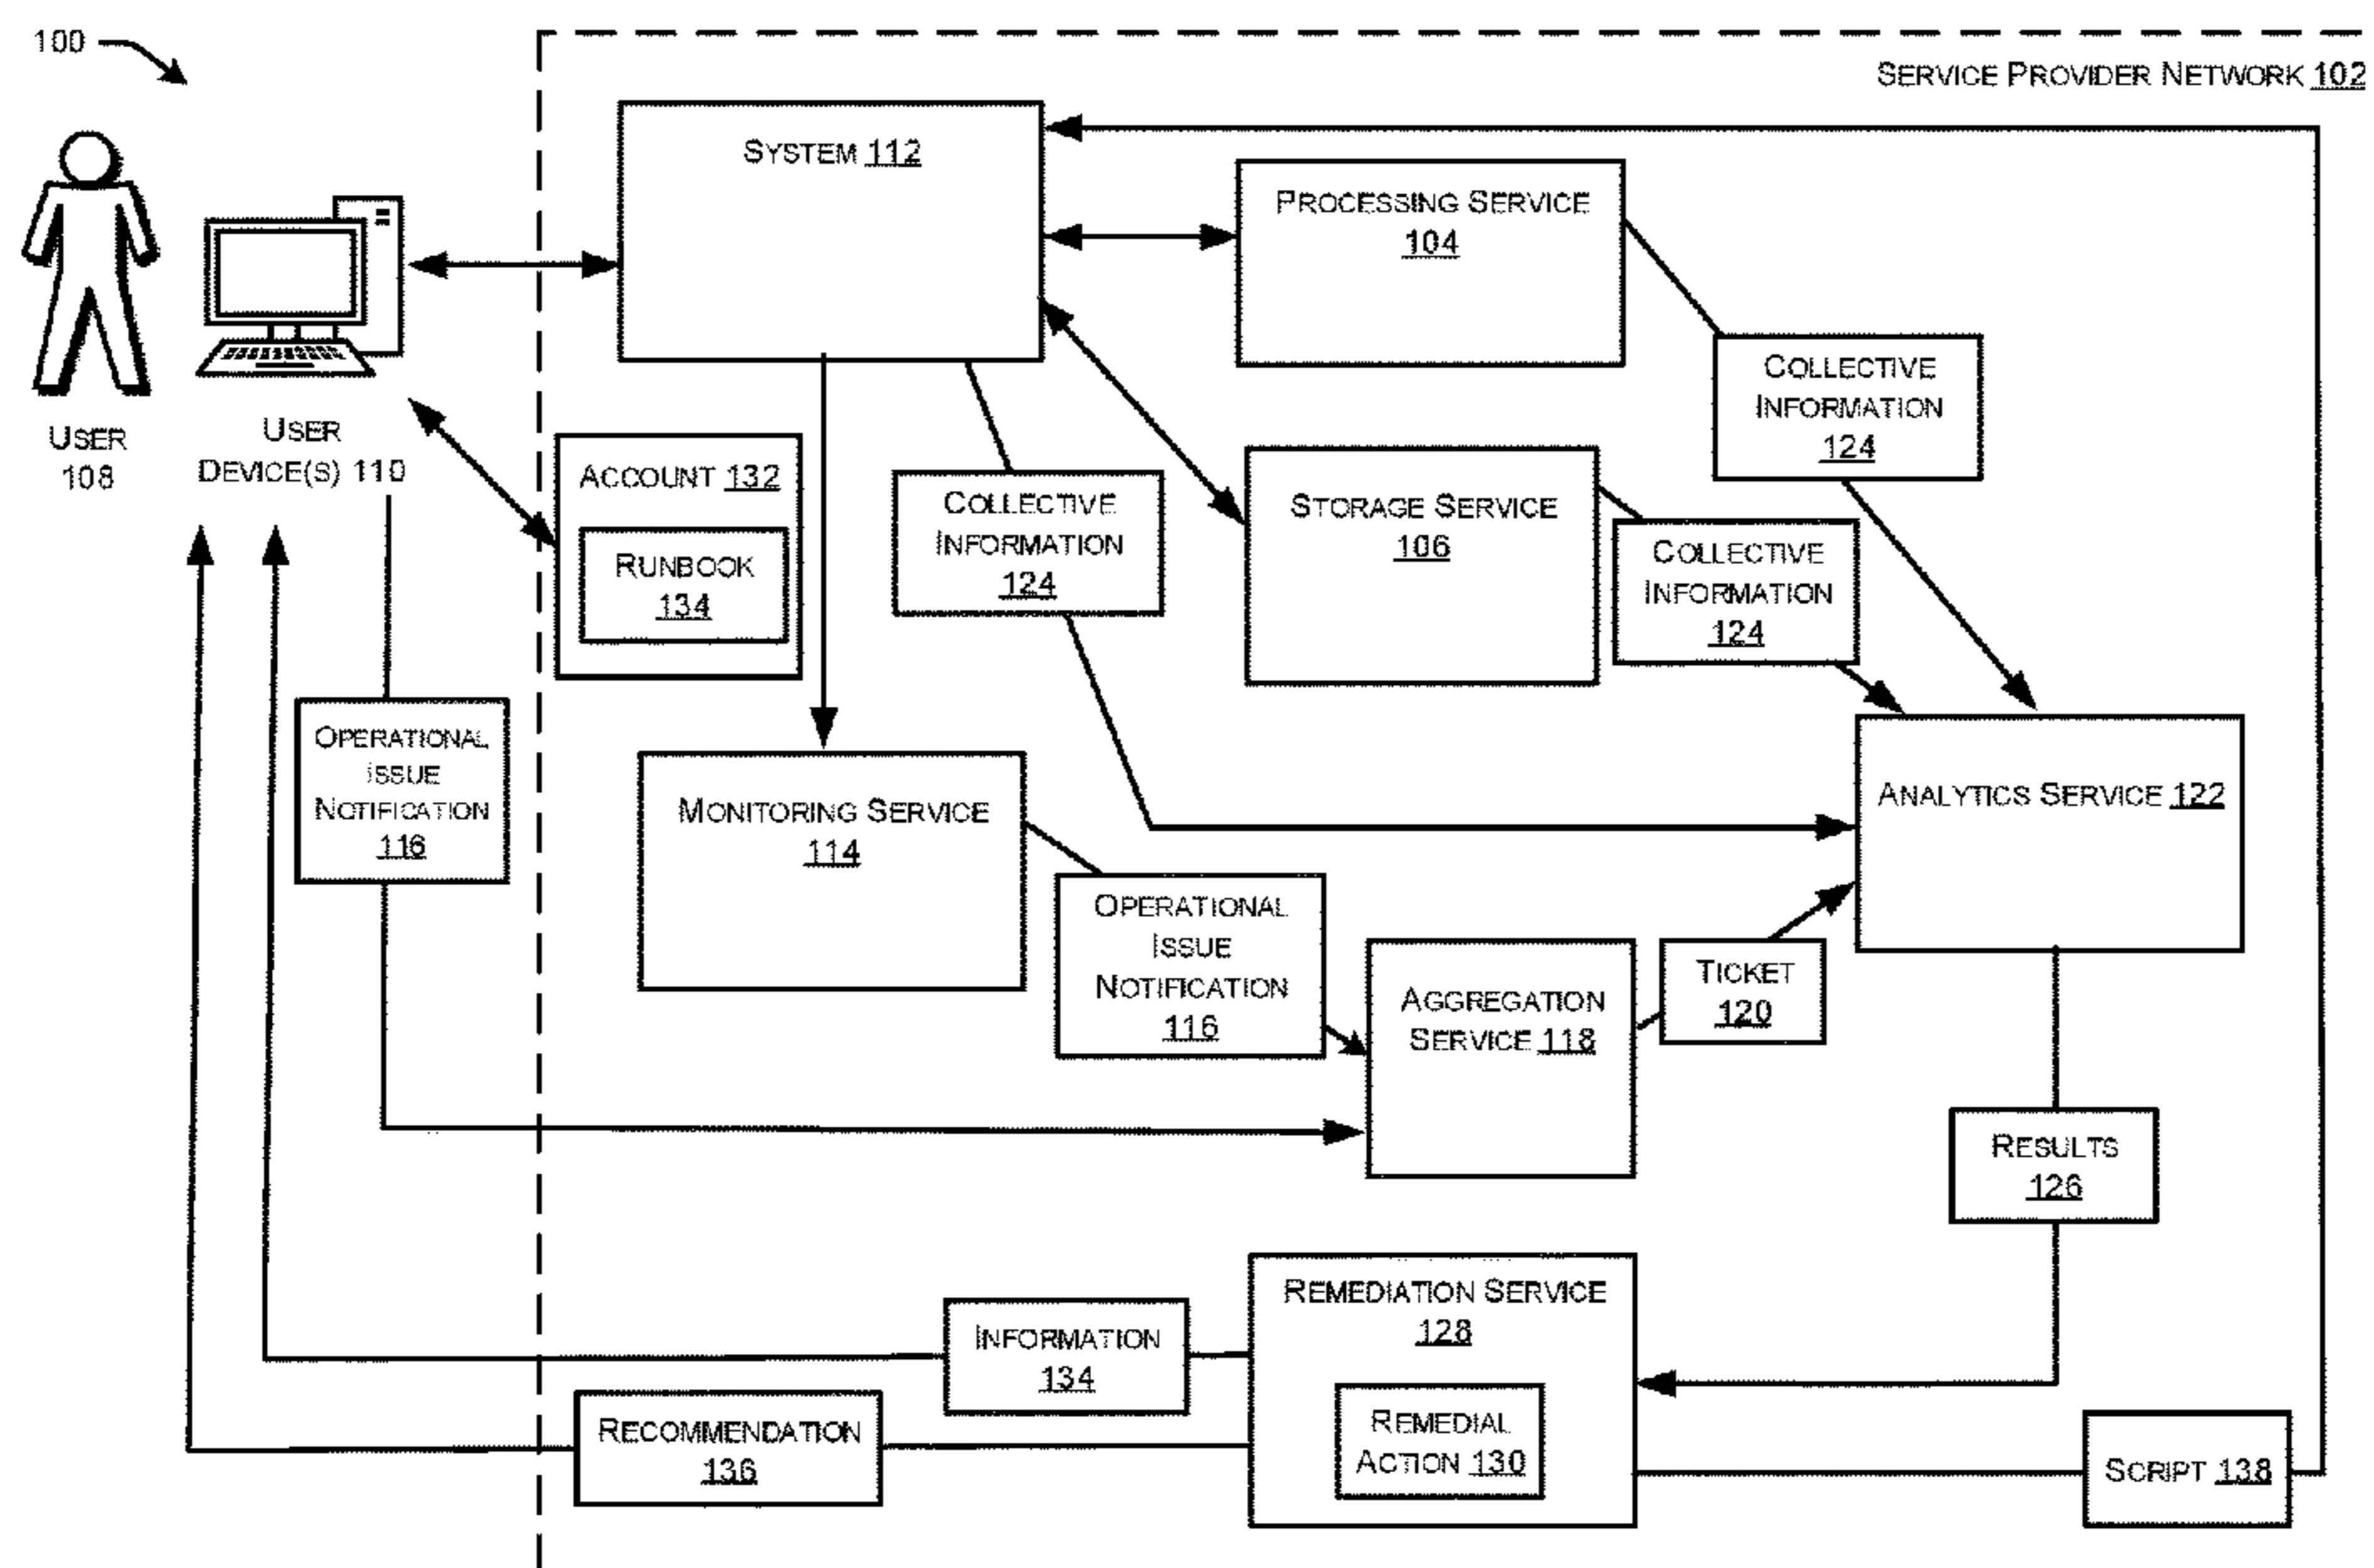 100
SERVICE PROVIDER NETWORK 102
SYSTEM 112
PROCESSING SERVICE
104
COLLECTIVE
INFORMATION
124
USER
108
USER
DEVICE(S) 110
ACCOUNT 132
RUNBOOK
134
COLLECTIVE
INFORMATION
124
STORAGE SERVICE
106
COLLECTIVE
INFORMATION
124
OPERATIONAL
ISSUE
NOTIFICATION
116
MONITORING SERVICE
114
ANALYTICS SERVICE 122
OPERATIONAL
ISSUE
NOTIFICATION
116
AGGREGATION
SERVICE 118
TICKET
120
RESULTS
126
REMEDIATION SERVICE
128
INFORMATION
134
REMEDIAL
ACTION 130
RECOMMENDATION
136
SCRIPT 138